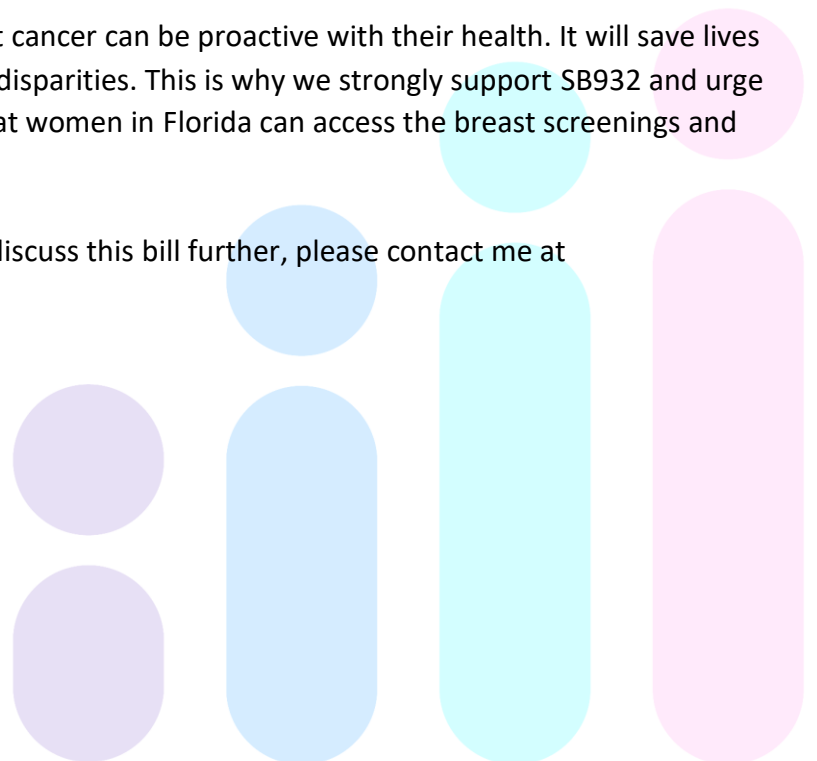 t cancer can be proactive with their health. It will save lives
disparities. This is why we strongly support SB932 and urge
at women in Florida can access the breast screenings and
discuss this bill further, please contact me at